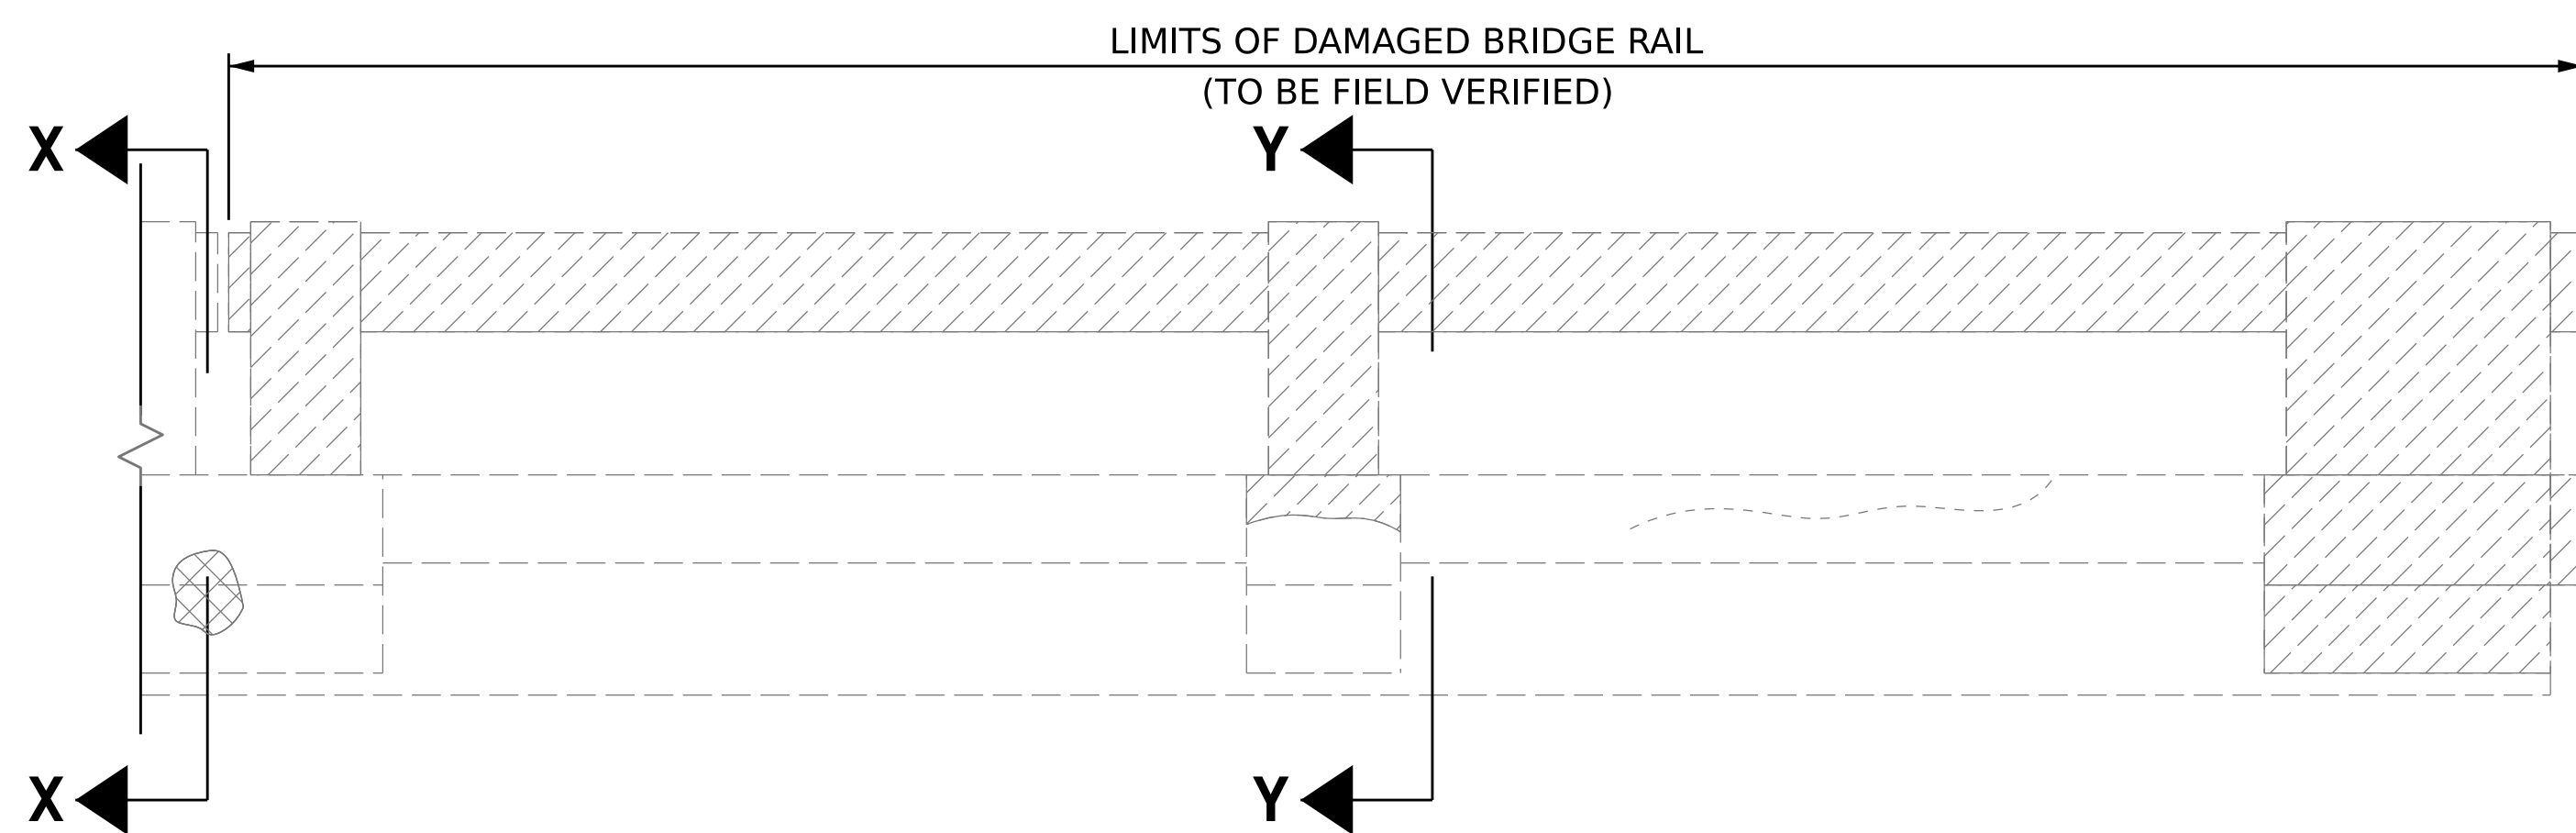 LIMITS OF DAMAGED BRIDGE RAIL
(TO BE FIELD VERIFIED)
X
Y
X
Y